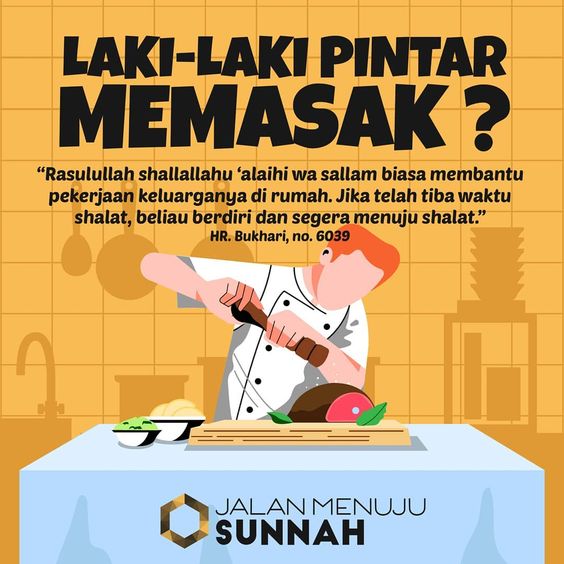 LAKI-LAKI PINTAR
MEMASAK ?
“Rasulullah shallallahu ‘alaihi wa sallam biasa membantu
pekerjaan keluarganya di rumah. Jika telah tiba waktu
shalat, beliau berdiri dan segera menuju shalat.”
HR. Bukhari, no. 6039
JALAN MENUJU
SUNNAH